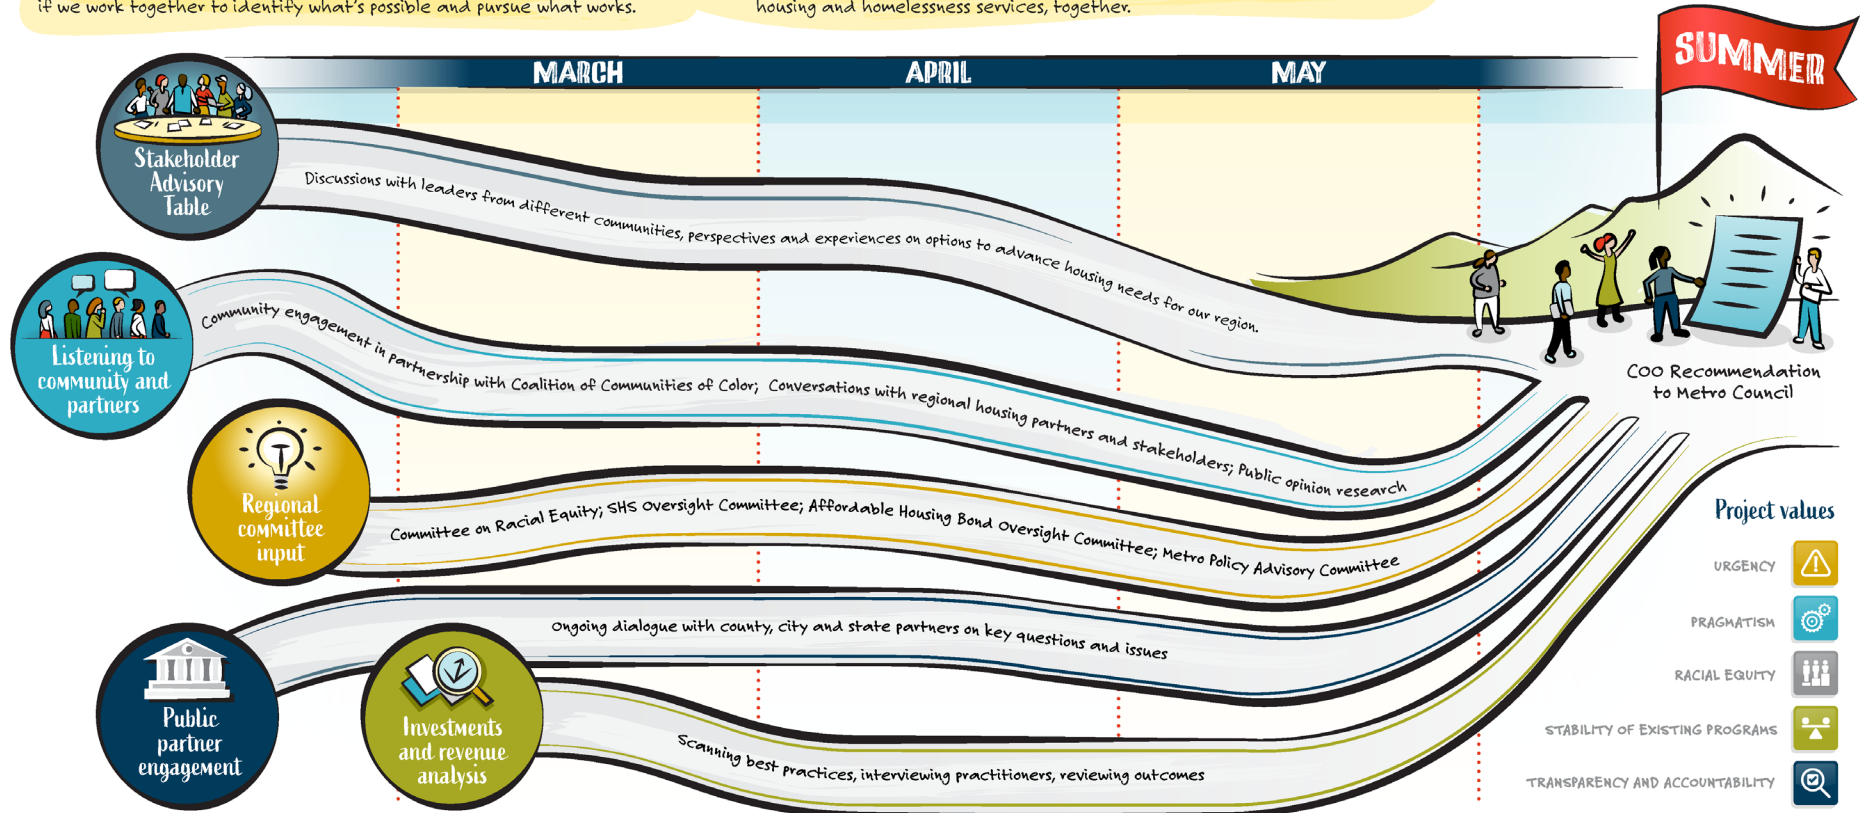 if we work together to identify what's possible and pursue what works.
housing and homelessness services, together.
MARCH
APRIL
MAY
SUMMER
Stakeholder
Advisory
Table
Discussions with leaders from different communities, perspectives and experiences on options to advance housing needs for our region.
Listening to
community and
partners
Community engagement in partnership with Coalition of Communities of Color; Conversations with regional housing partners and stakeholders; Public opinion research
COO Recommendation
to Metro Council
Regional
committee
input
Committee on Racial Equity; SHS Oversight Committee; Affordable Housing Bond Oversight Committee; Metro Policy Advisory Committee
Public
partner
engagement
Ongoing dialogue with county, city and state partners on key questions and issues
Investments
and revenue
analysis
Scanning best practices, interviewing practitioners, reviewing outcomes
Project values
URGENCY
PRAGMATISM
RACIAL EQUITY
STABILITY OF EXISTING PROGRAMS
TRANSPARENCY AND ACCOUNTABILITY